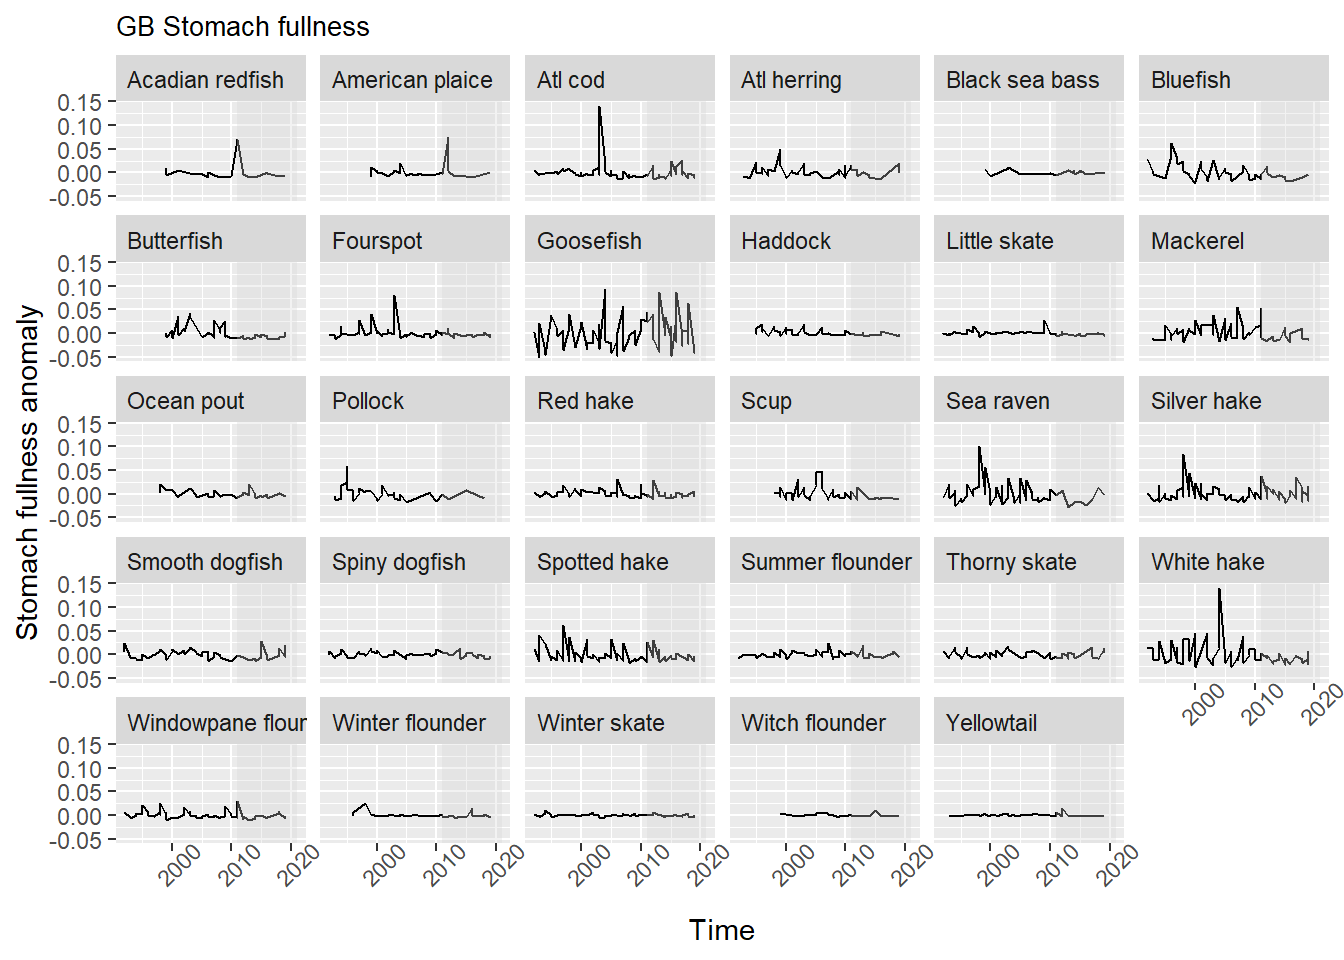 GB Stomach fullness
Acadian redfish American plaice Atl cod Atl herring Black sea bass Bluefish
0.15
0.10
0.05
0.00
-0.05
Butterfish Fourspot Goosefish Haddock Little skate Mackerel
0.15
0.10
0.05
0.00
-0.05
Ocean pout Pollock Red hake Scup Sea raven Silver hake
0.15
0.10
0.05
0.00
-0.05
Smooth dogfish Spiny dogfish Spotted hake Summer flounder Thorny skate White hake
0.15
0.10
0.05
0.00
-0.05
2000 2010 2020
Windowpane flour Winter flounder Winter skate Witch flounder Yellowtail
0.15
0.10
0.05
0.00
-0.05
2000 2010 2020 2000 2010 2020 2000 2010 2020 2000 2010 2020 2000 2010 2020
Time
Stomach fullness anomaly